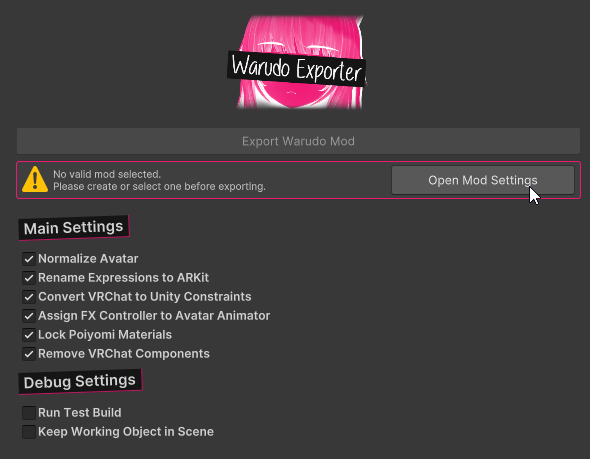 Warudo Exporter
Export Warudo Mod
No valid mod selected.
Please create or select one before exporting.
Open Mod Settings
Main Settings
Normalize Avatar
Rename Expressions to ARKit
Convert VRChat to Unity Constraints
Assign FX Controller to Avatar Animator
Lock Poiyomi Materials
Remove VRChat Components
Debug Settings
Run Test Build
Keep Working Object in Scene